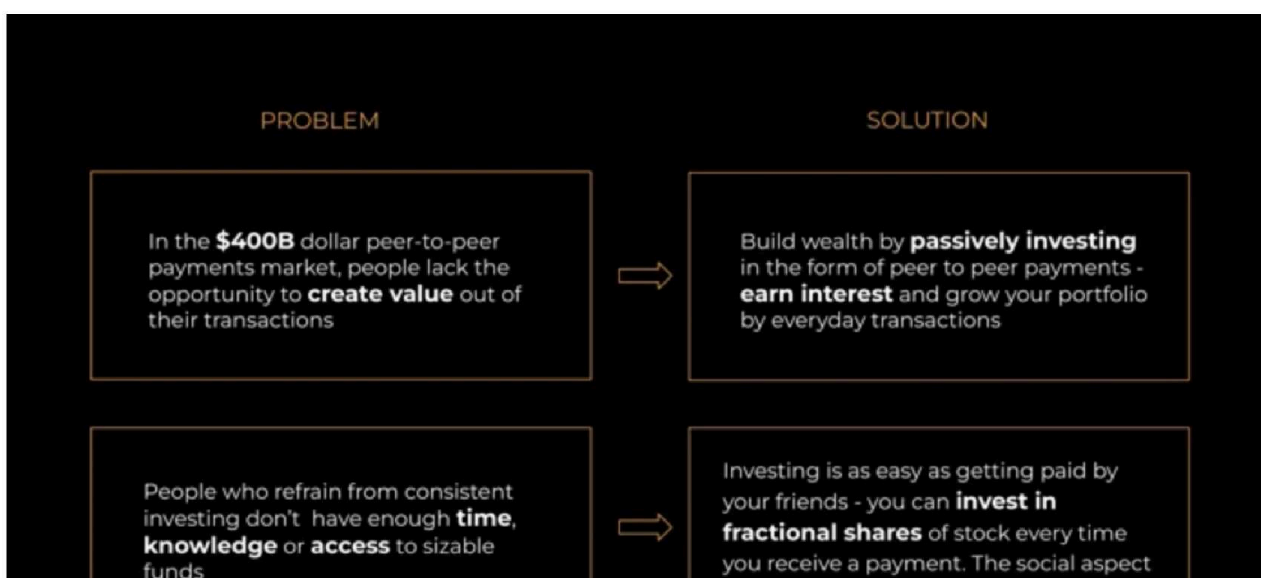 PROBLEM
SOLUTION
In the $400B dollar peer-to-peer
payments market, people lack the
opportunity to create value out of
their transactions
Build wealth by passively investing
in the form of peer to peer payments -
earn interest and grow your portfolio
by everyday transactions
People who refrain from consistent
investing don't  have enough time,
knowledge or access to sizable
funds
Investing is as easy as getting paid by
your friends - you can invest in
fractional shares of stock every time
you receive a payment. The social aspect